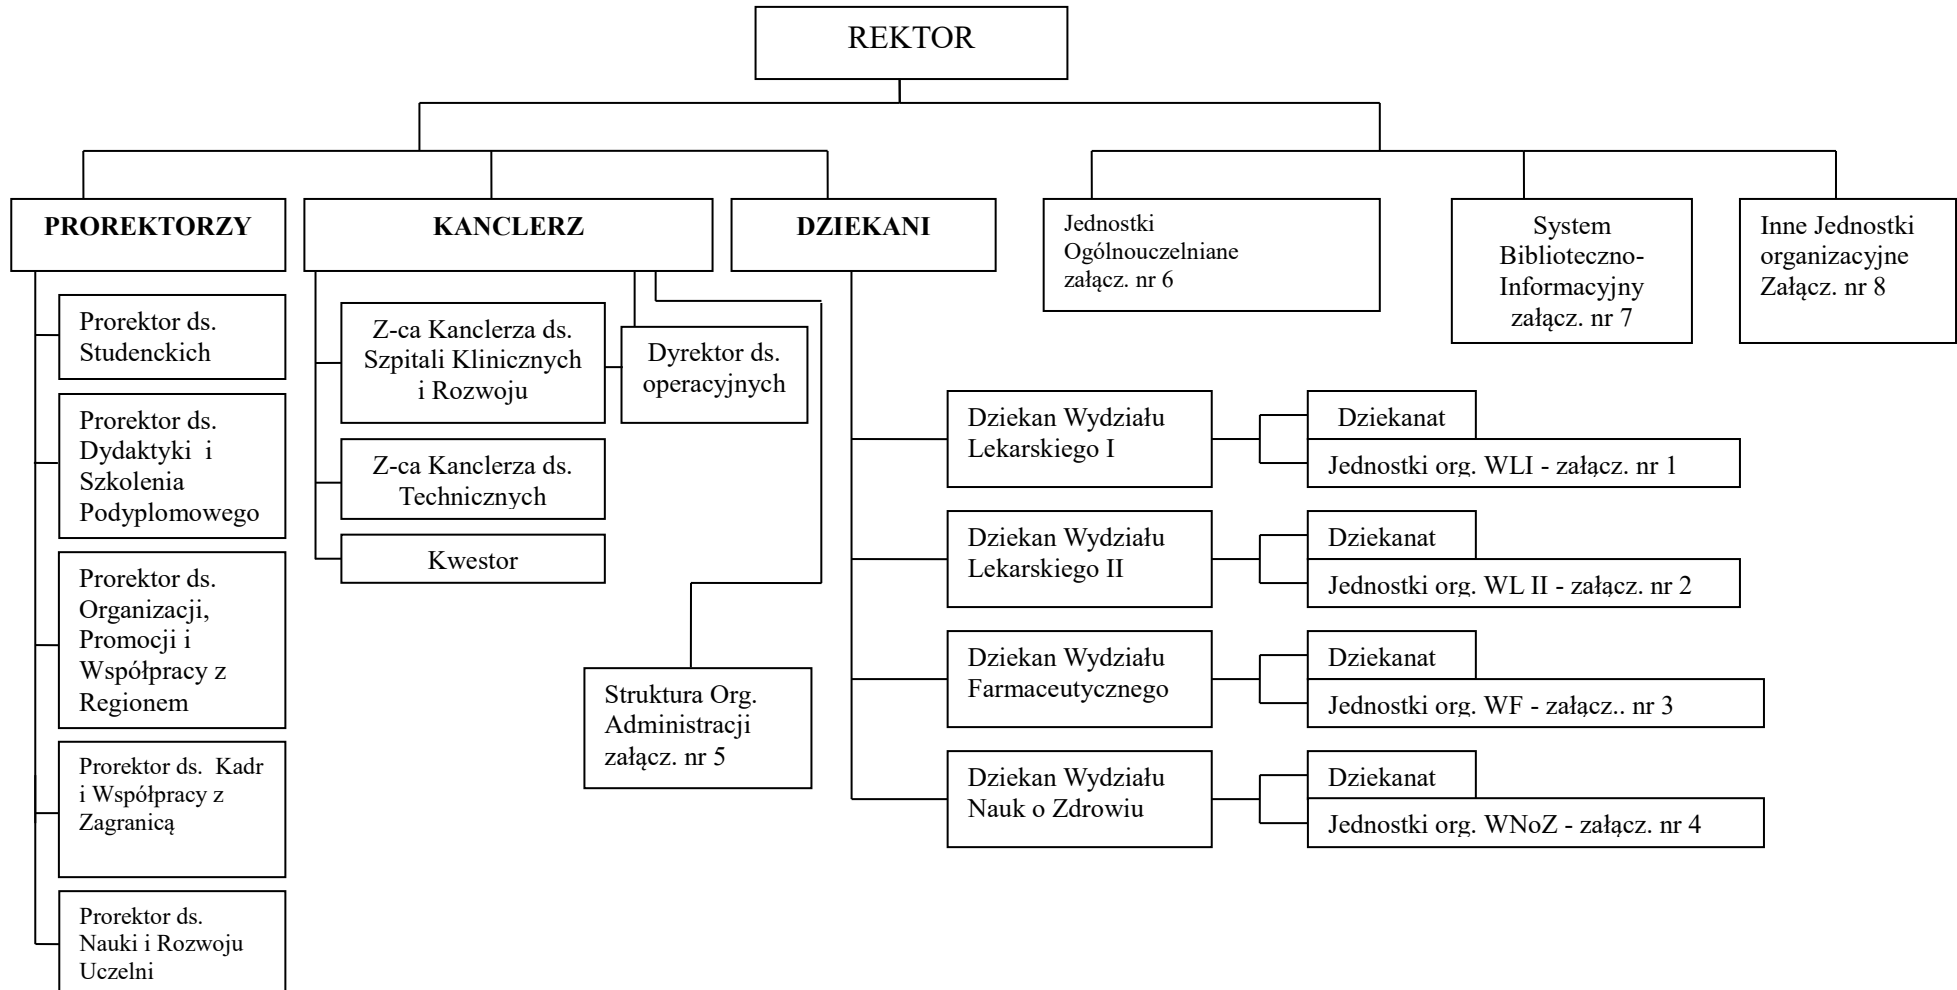 REKTOR
PROREKTORZY
KANCLERZ
DZIEKANI
Jednostki
Ogólnouczelniane
załącz. nr 6
System
Biblioteczno-
Informacyjny
załącz. nr 7
Inne Jednostki
organizacyjne
Załącz. nr 8
Prorektor ds.
Studenckich
Prorektor ds.
Dydaktyki i
Szkolenia
Podyplomowego
Prorektor ds.
Organizacji,
Promocji i
Współpracy z
Regionem
Prorektor ds. Kadr
i Współpracy z
Zagranicą
Prorektor ds.
Nauki i Rozwoju
Uczelni
Z-ca Kanclerza ds.
Szpitali Klinicznych
i Rozwoju
Dyrektor ds.
operacyjnych
Z-ca Kanclerza ds.
Technicznych
Kwestor
Struktura Org.
Administracji
załącz. nr 5
Dziekan Wydziału
Lekarskiego I
Dziekanat
Jednostki org. WLI - załącz. nr 1
Dziekan Wydziału
Lekarskiego II
Dziekanat
Jednostki org. WL II - załącz. nr 2
Dziekan Wydziału
Farmaceutycznego
Dziekanat
Jednostki org. WF - załącz.. nr 3
Dziekan Wydziału
Nauk o Zdrowiu
Dziekanat
Jednostki org. WNoZ - załącz. nr 4